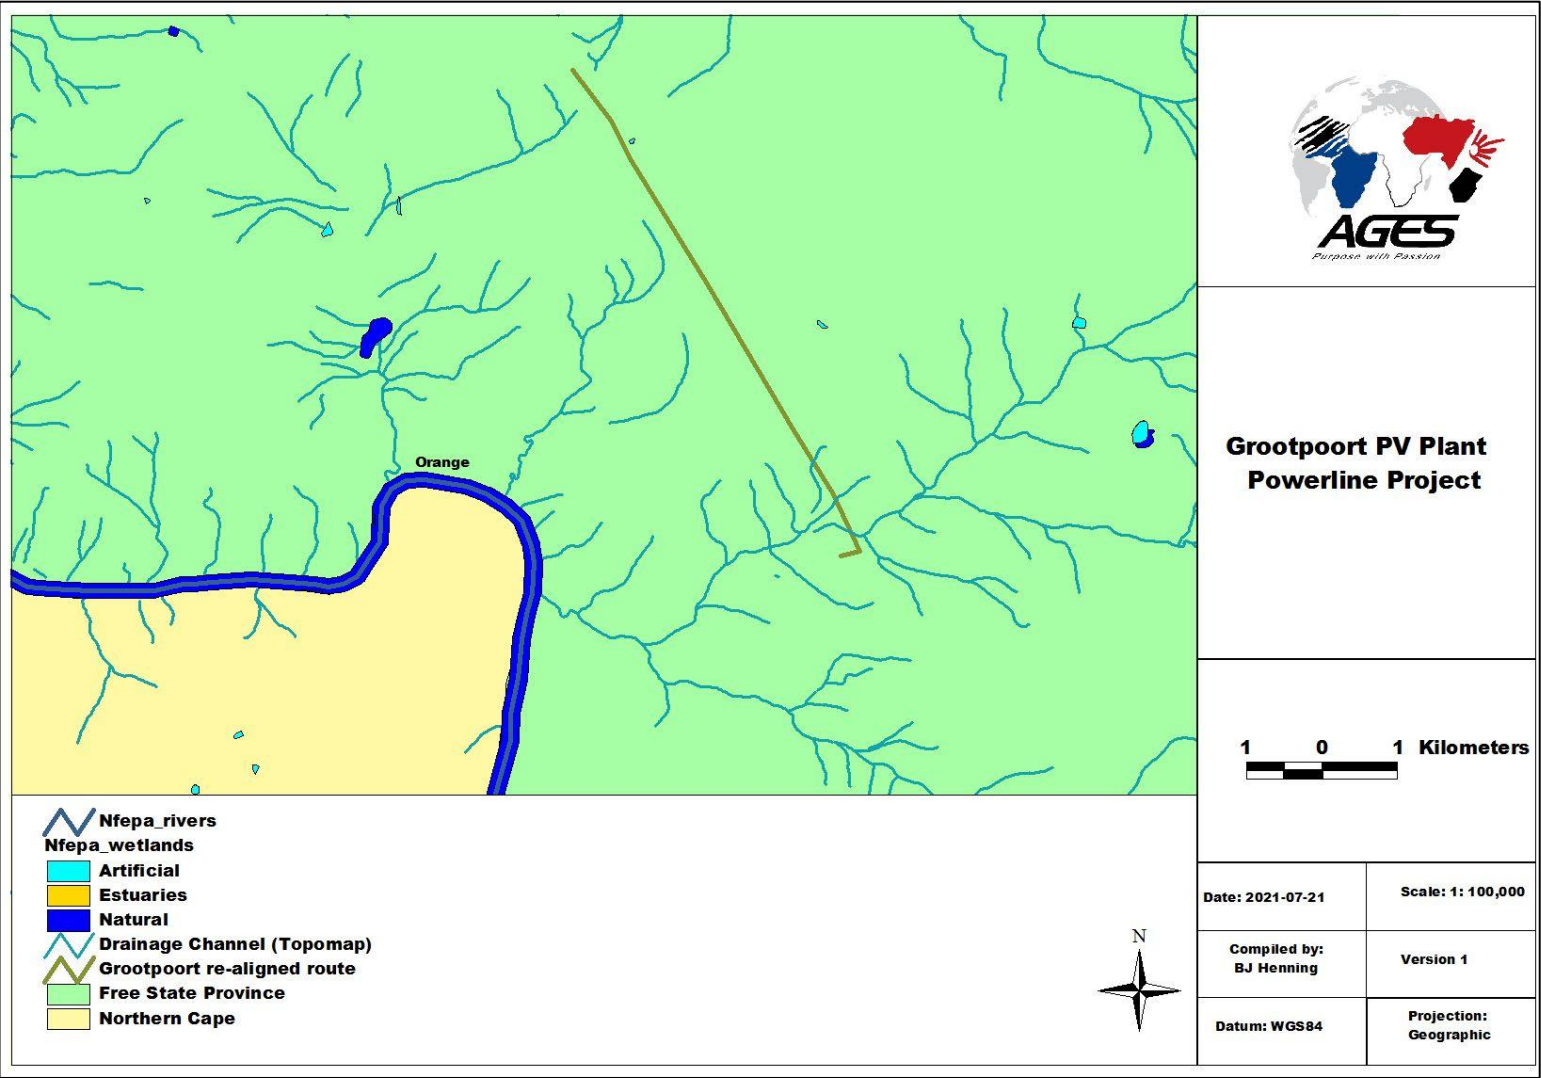 Orange
AGES
Purpose with Passion
Grootpoort PV Plant
Powerline Project
1 0 1 Kilometers
Nfepa_rivers
Nfepa_wetlands
Artificial
Estuaries
Natural
Drainage Channel (Topomap)
Grootpoort re-aligned route
Free State Province
Northern Cape
N
Date: 2021-07-21
Scale: 1: 100,000
Compiled by:
BJ Henning
Version 1
Datum: WGS84
Projection:
Geographic